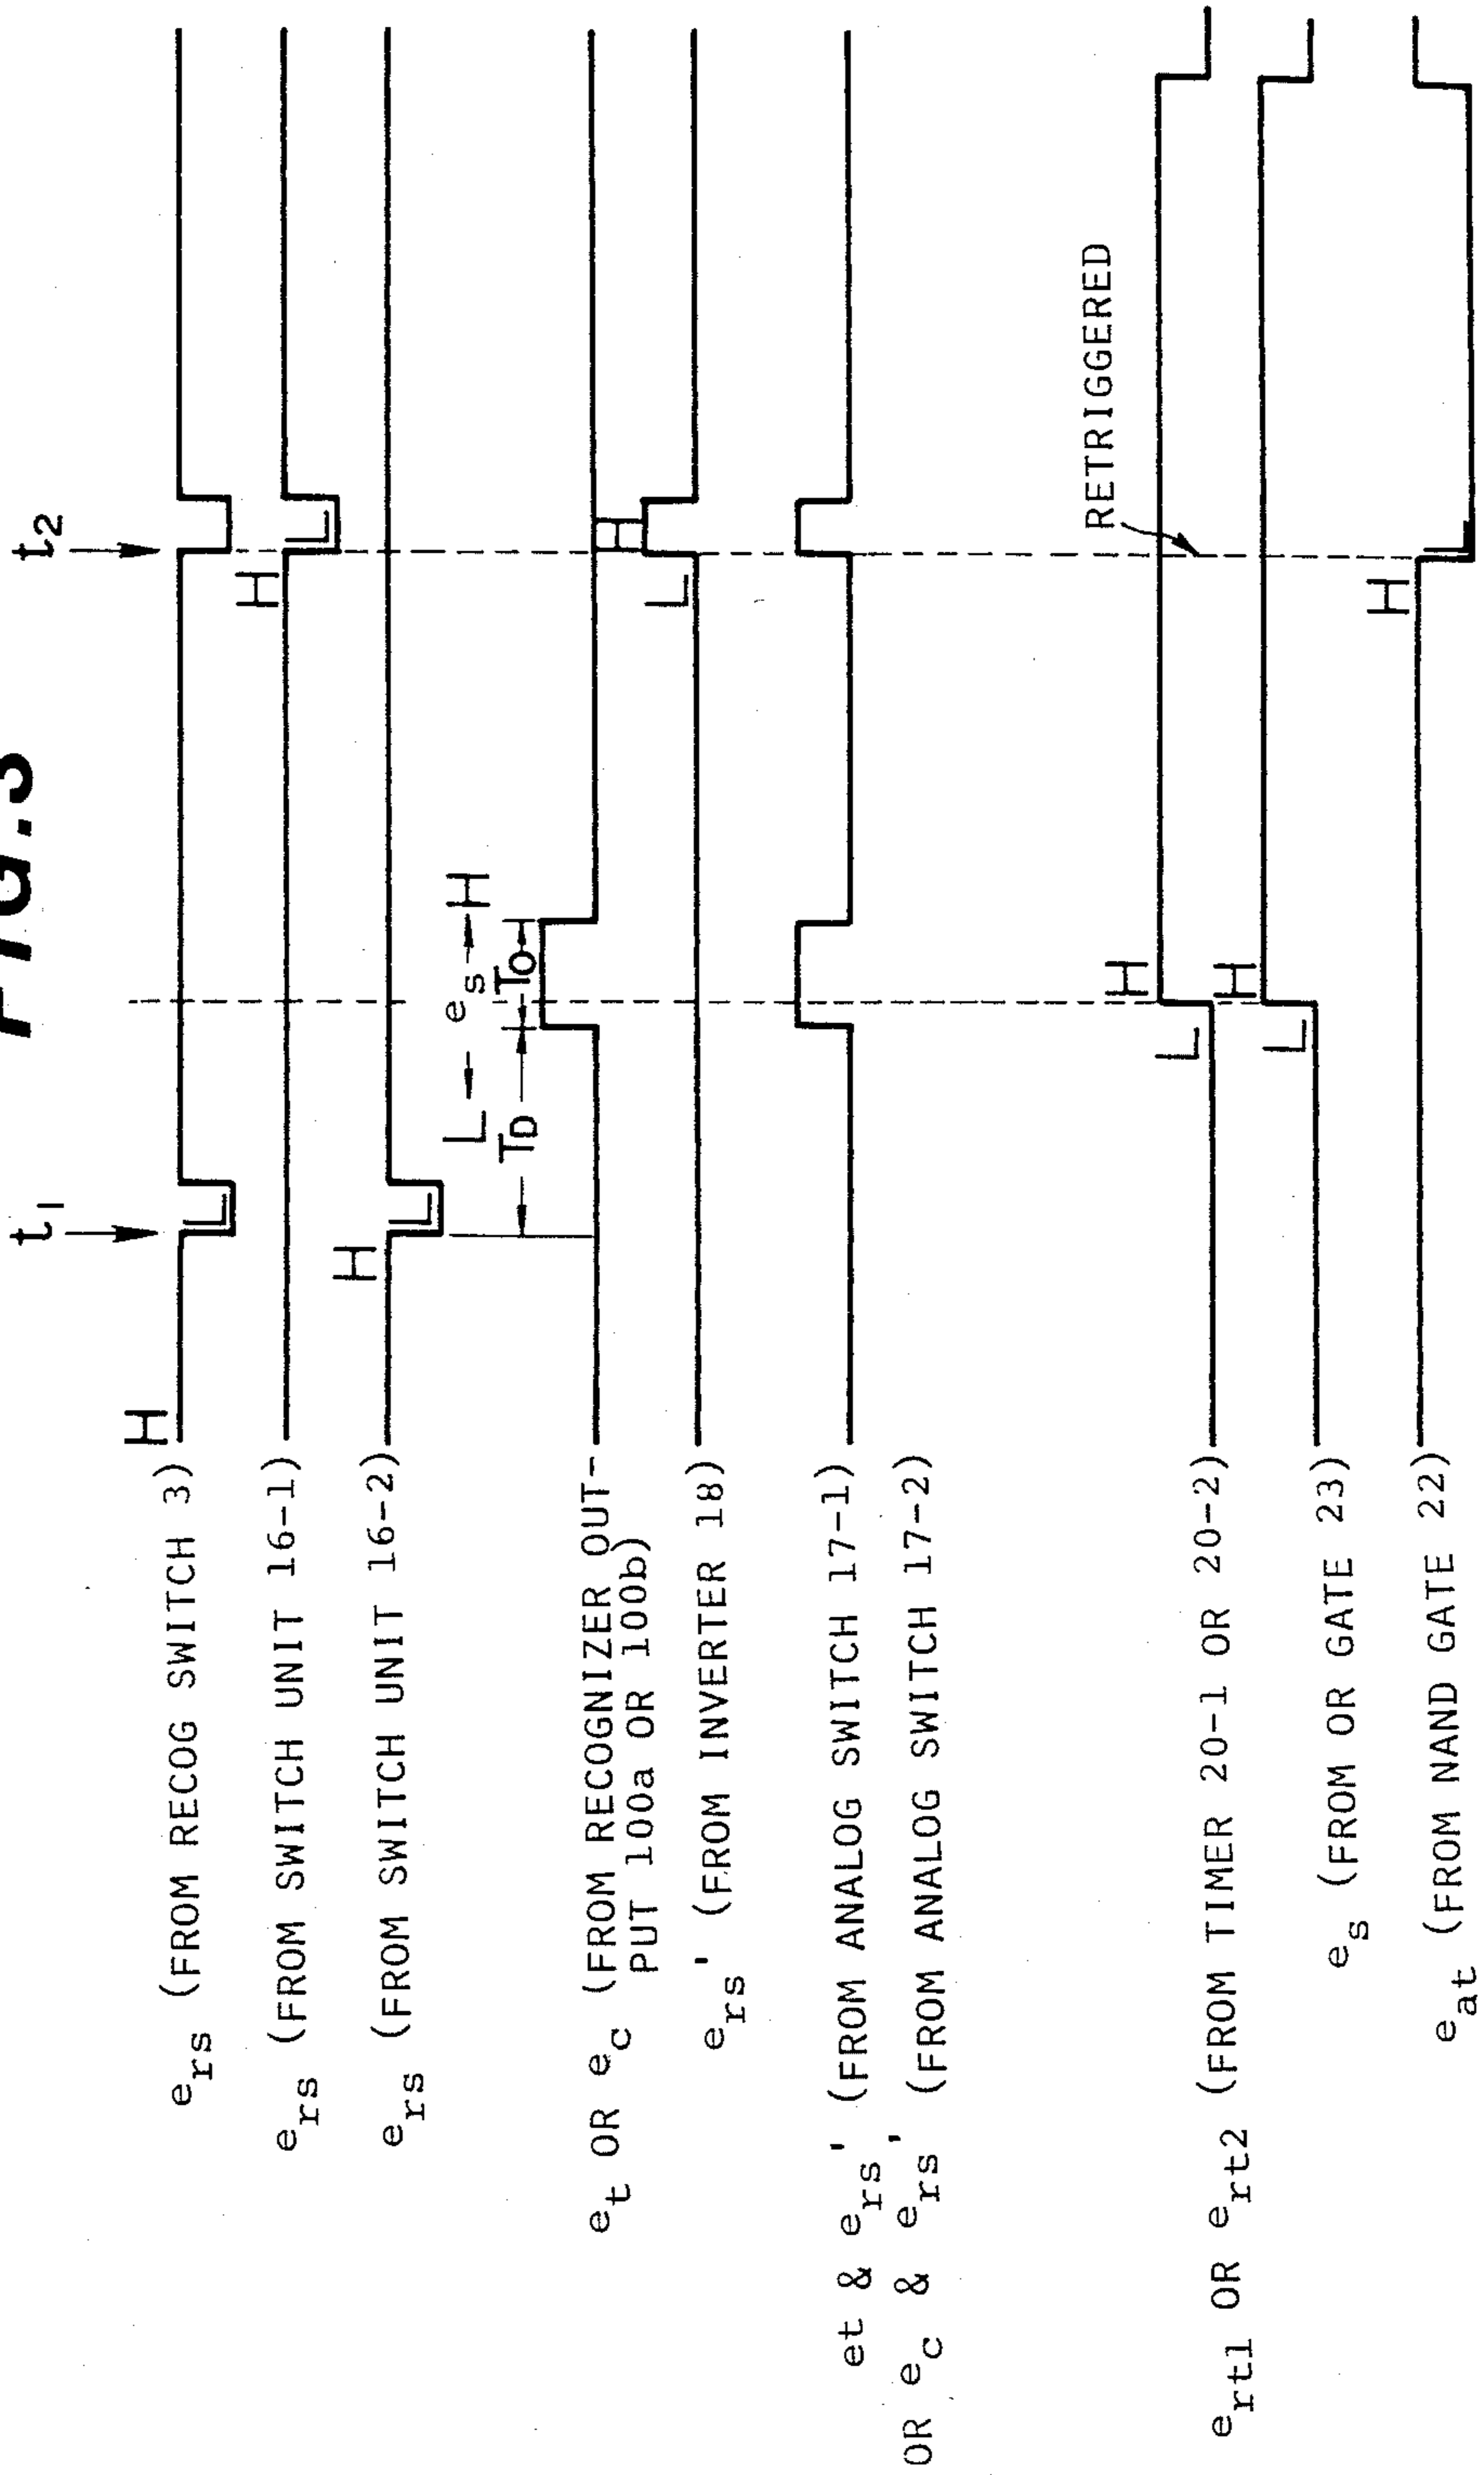 FIG.3
t1
t2
H
ers (FROM RECOG SWITCH 3)
L
ers (FROM SWITCH UNIT 16-1)
H
L
ers (FROM SWITCH UNIT 16-2)
H
L
L ← es → H
TD
TO
et OR ec (FROM RECOGNIZER OUT-
PUT 100a OR 100b)
ers' (FROM INVERTER 18)
L
H
et & ers' (FROM ANALOG SWITCH 17-1)
OR ec & ers' (FROM ANALOG SWITCH 17-2)
RETRIGGERED
ert1 OR ert2 (FROM TIMER 20-1 OR 20-2)
L
H
es (FROM OR GATE 23)
L
H
eat (FROM NAND GATE 22)
H
L